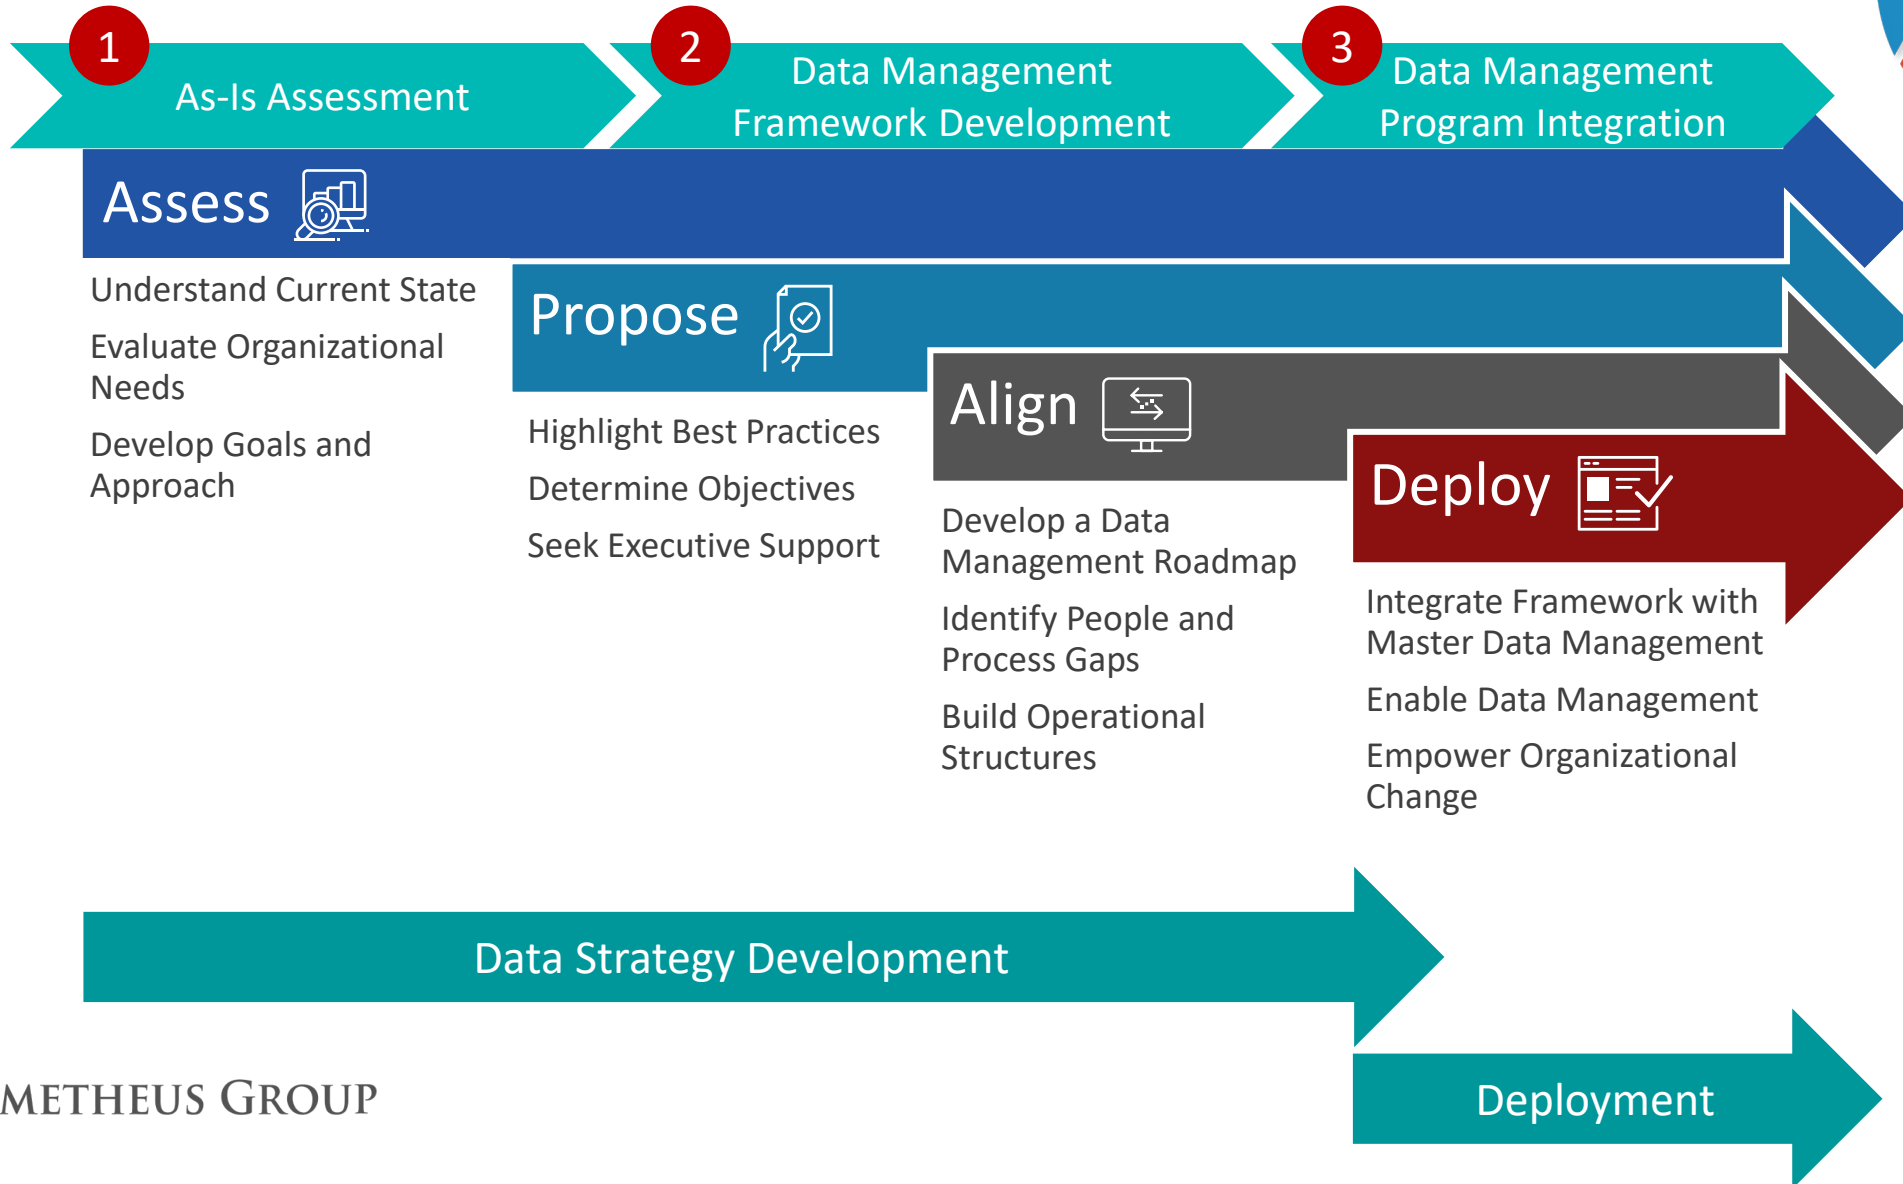 1
As-Is Assessment
2
Data Management
Framework Development
3
Data Management
Program Integration
Assess
Understand Current State
Evaluate Organizational
Needs
Develop Goals and
Approach
Propose
Highlight Best Practices
Determine Objectives
Seek Executive Support
Align
Develop a Data
Management Roadmap
Identify People and
Process Gaps
Build Operational
Structures
Deploy
Integrate Framework with
Master Data Management
Enable Data Management
Empower Organizational
Change
Data Strategy Development
Deployment
METHEUS GROUP